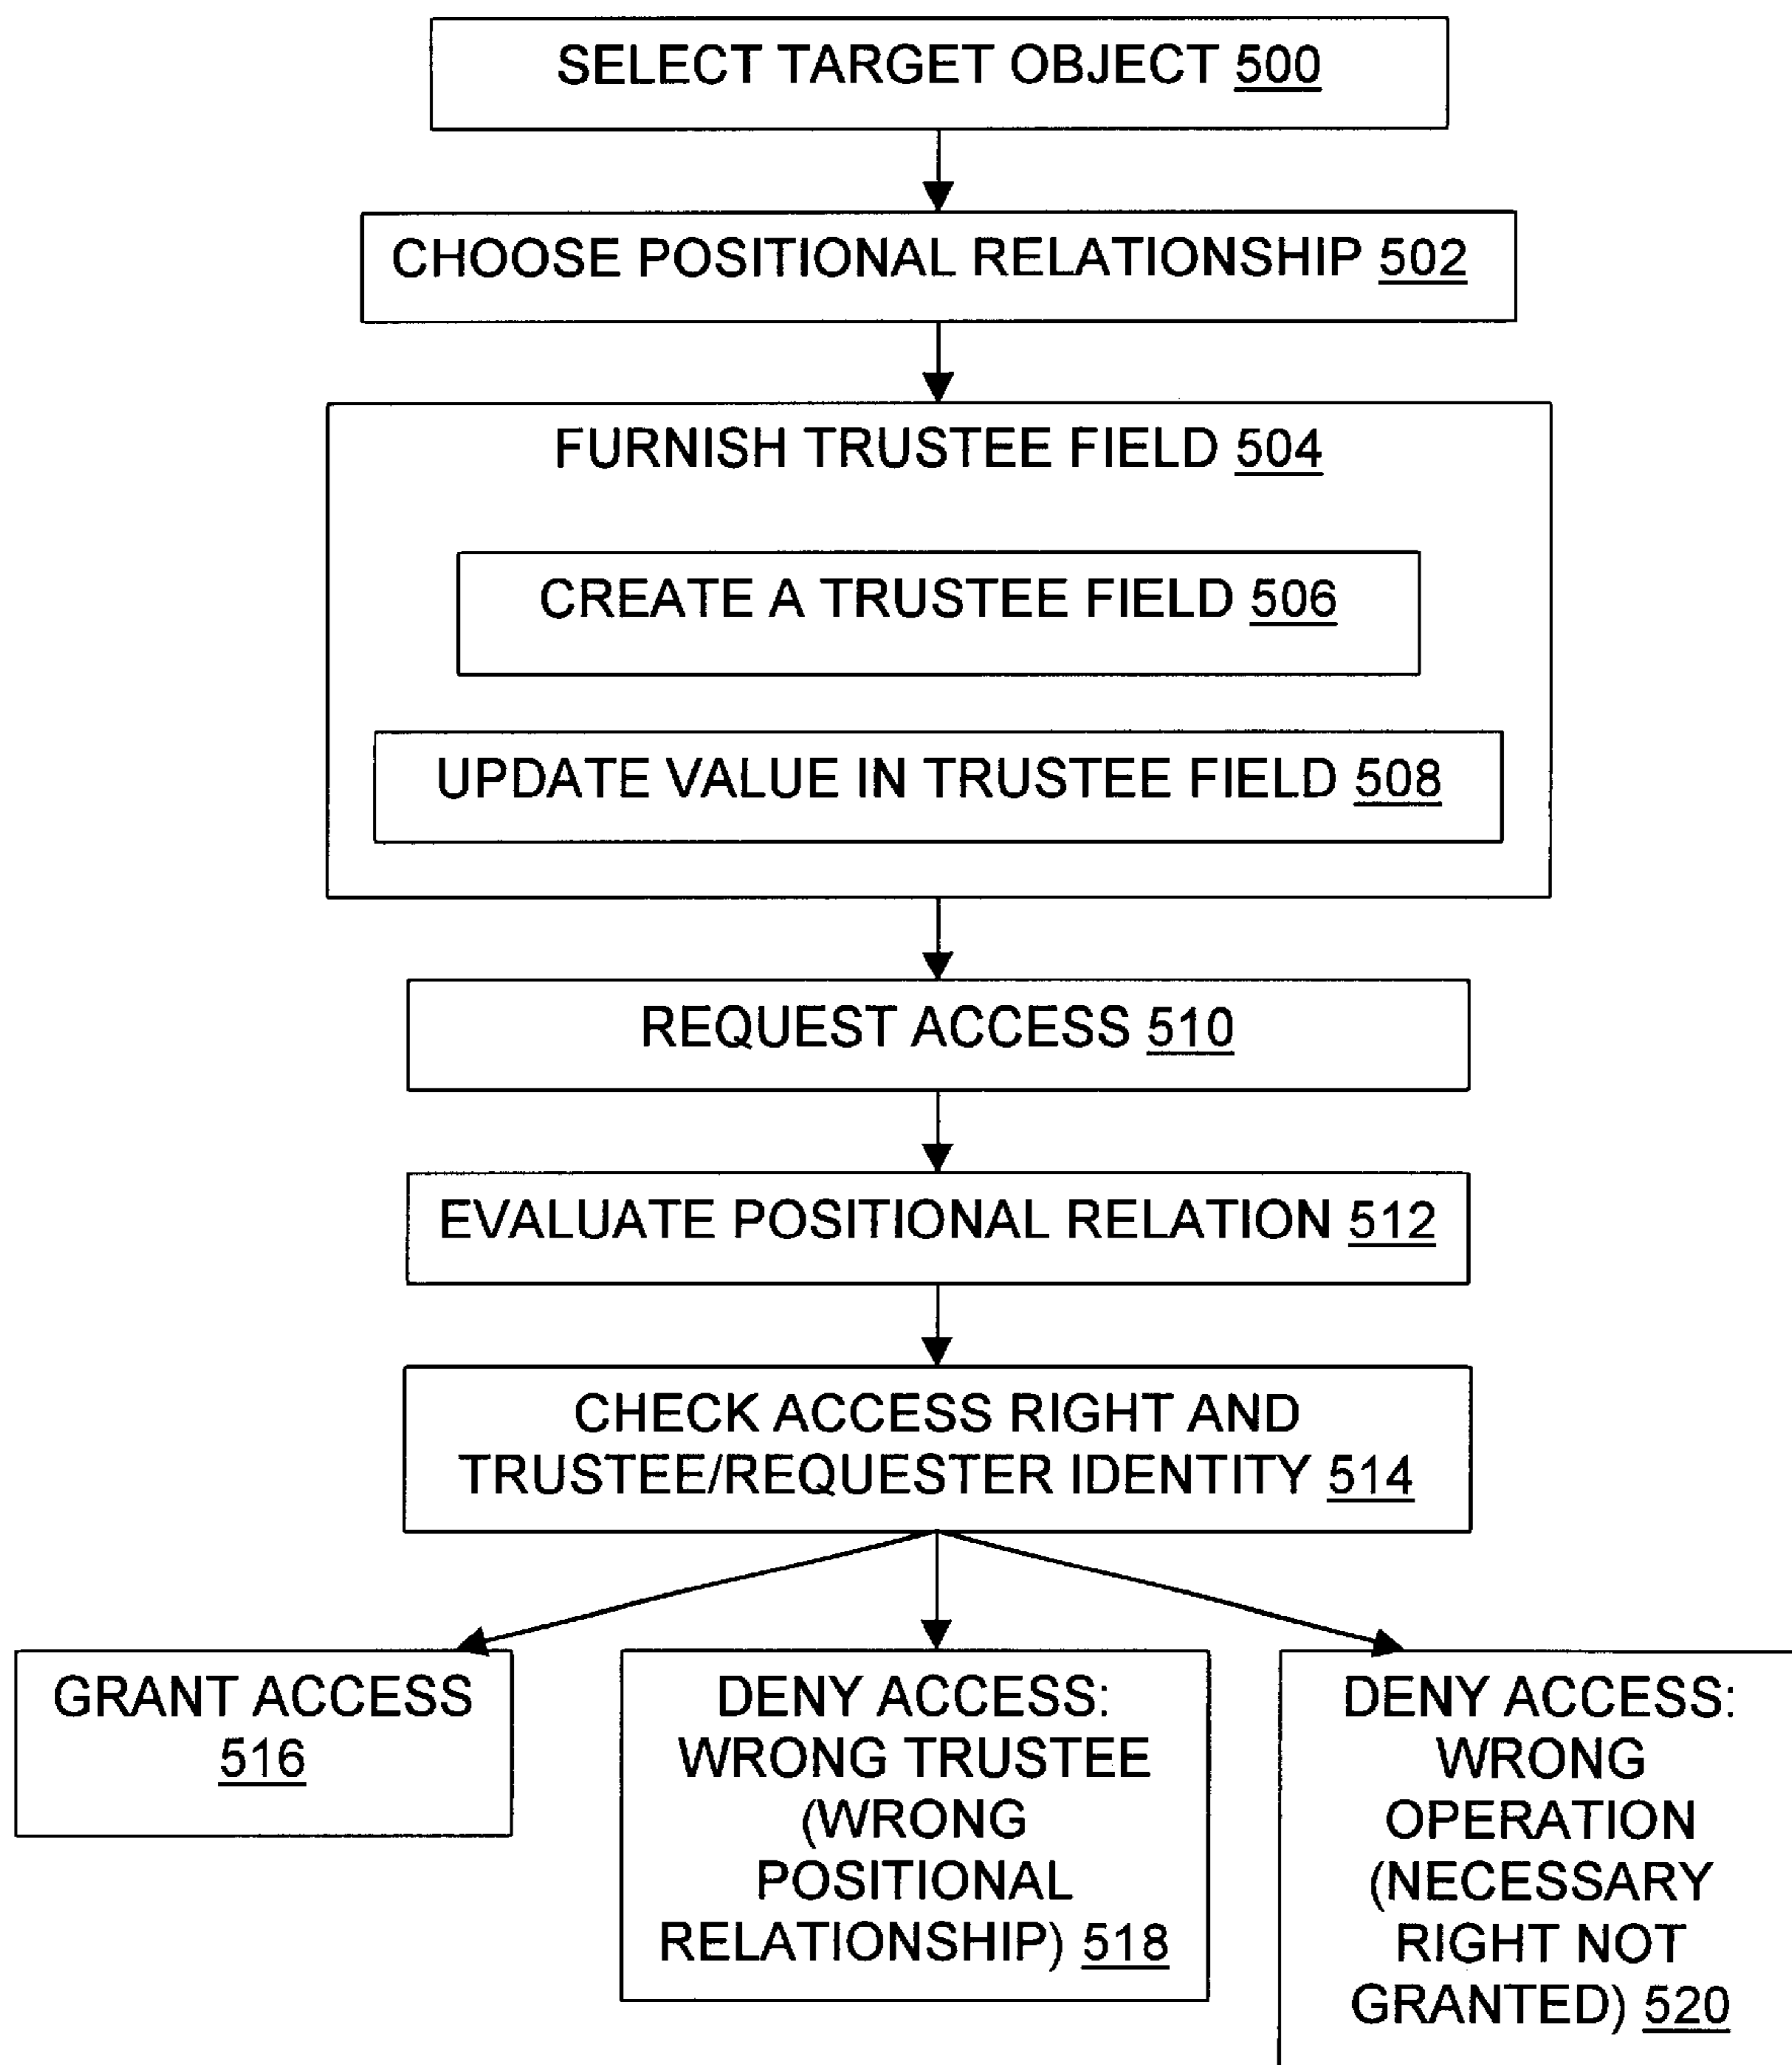 SELECT TARGET OBJECT 500
CHOOSE POSITIONAL RELATIONSHIP 502
FURNISH TRUSTEE FIELD 504
CREATE A TRUSTEE FIELD 506
UPDATE VALUE IN TRUSTEE FIELD 508
REQUEST ACCESS 510
EVALUATE POSITIONAL RELATION 512
CHECK ACCESS RIGHT AND
TRUSTEE/REQUESTER IDENTITY 514
GRANT ACCESS
516
DENY ACCESS:
WRONG TRUSTEE
(WRONG
POSITIONAL
RELATIONSHIP) 518
DENY ACCESS:
WRONG
OPERATION
(NECESSARY
RIGHT NOT
GRANTED) 520